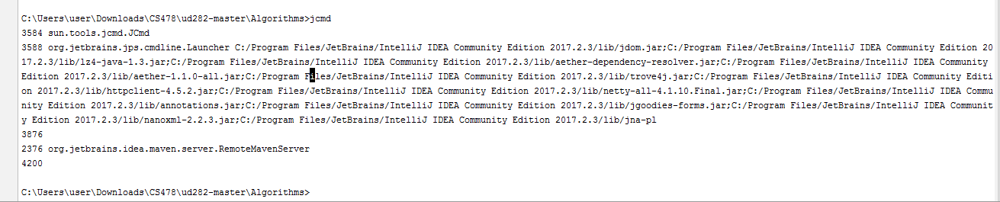 C:\Users\user\Downloads\CS478\ud282-master\Algorithms>jcmd
3584 sun.tools.jcmd.JCmd
3588 org.jetbrains.jps.cmdline.Launcher C:/Program Files/JetBrains/IntelliJ IDEA Community Edition 2017.2.3/lib/jdom.jar;C:/Program Files/JetBrains/IntelliJ IDEA Community Edition 20
17.2.3/lib/lz4-java-1.3.jar;C:/Program Files/JetBrains/IntelliJ IDEA Community Edition 2017.2.3/lib/aether-dependency-resolver.jar;C:/Program Files/JetBrains/IntelliJ IDEA Community
Edition 2017.2.3/lib/aether-1.1.0-all.jar;C:/Program Files/JetBrains/IntelliJ IDEA Community Edition 2017.2.3/lib/trove4j.jar;C:/Program Files/JetBrains/IntelliJ IDEA Community Editi
on 2017.2.3/lib/httpclient-4.5.2.jar;C:/Program Files/JetBrains/IntelliJ IDEA Community Edition 2017.2.3/lib/netty-all-4.1.10.Final.jar;C:/Program Files/JetBrains/IntelliJ IDEA Commu
nity Edition 2017.2.3/lib/annotations.jar;C:/Program Files/JetBrains/IntelliJ IDEA Community Edition 2017.2.3/lib/jgoodies-forms.jar;C:/Program Files/JetBrains/IntelliJ IDEA Communit
y Edition 2017.2.3/lib/nanoxml-2.2.3.jar;C:/Program Files/JetBrains/IntelliJ IDEA Community Edition 2017.2.3/lib/jna-pl
3876
2376 org.jetbrains.idea.maven.server.RemoteMavenServer
4200
C:\Users\user\Downloads\CS478\ud282-master\Algorithms>